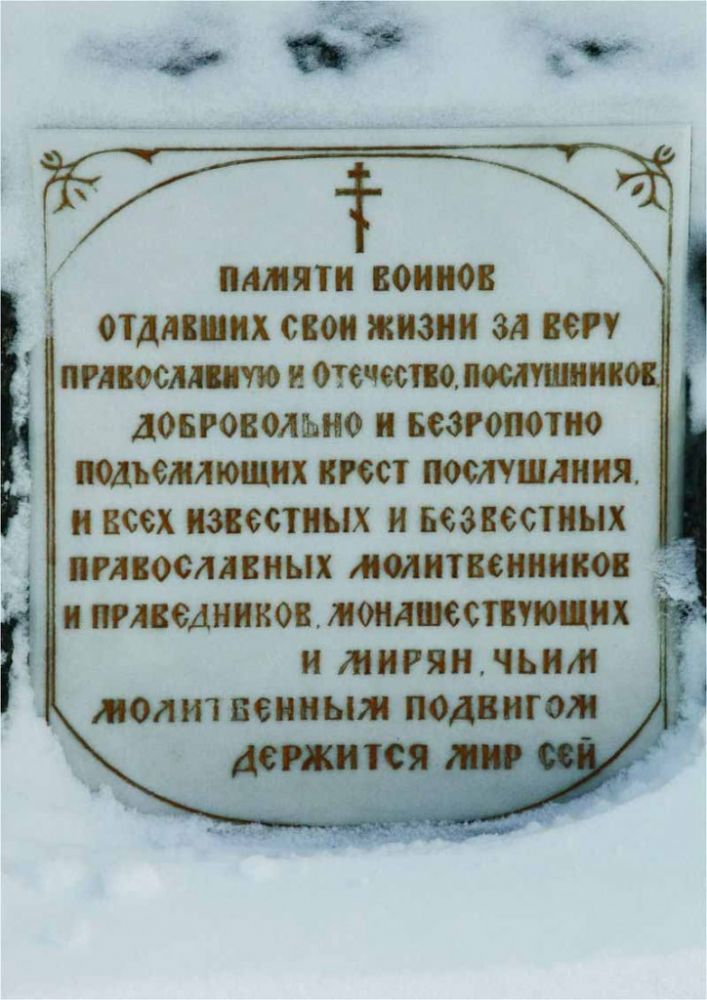 ПАМЯТИ ВОИНОВ
ОТДАВШИХ СВОИ ЖИЗНИ ЗА ВЕРУ
ПРАВОСЛАВНУЮ И ОТЕЧЕСТВО, ПОСЛУШНИКОВ
ДОБРОВОЛЬНО И БЕЗРОПОТНО
ПОДЪЕМЛЮЩИХ КРЕСТ ПОСЛУШАНИЯ,
И ВСЕХ ИЗВЕСТНЫХ И БЕЗВЕСТНЫХ
ПРАВОСЛАВНЫХ МОЛИТВЕННИКОВ
И ПРАВЕДНИКОВ, МОНАШЕСТВУЮЩИХ
И МИРЯН, ЧЬИМ
МОЛИТВЕННЫМ ПОДВИГОМ
ДЕРЖИТСЯ МИР СЕЙ